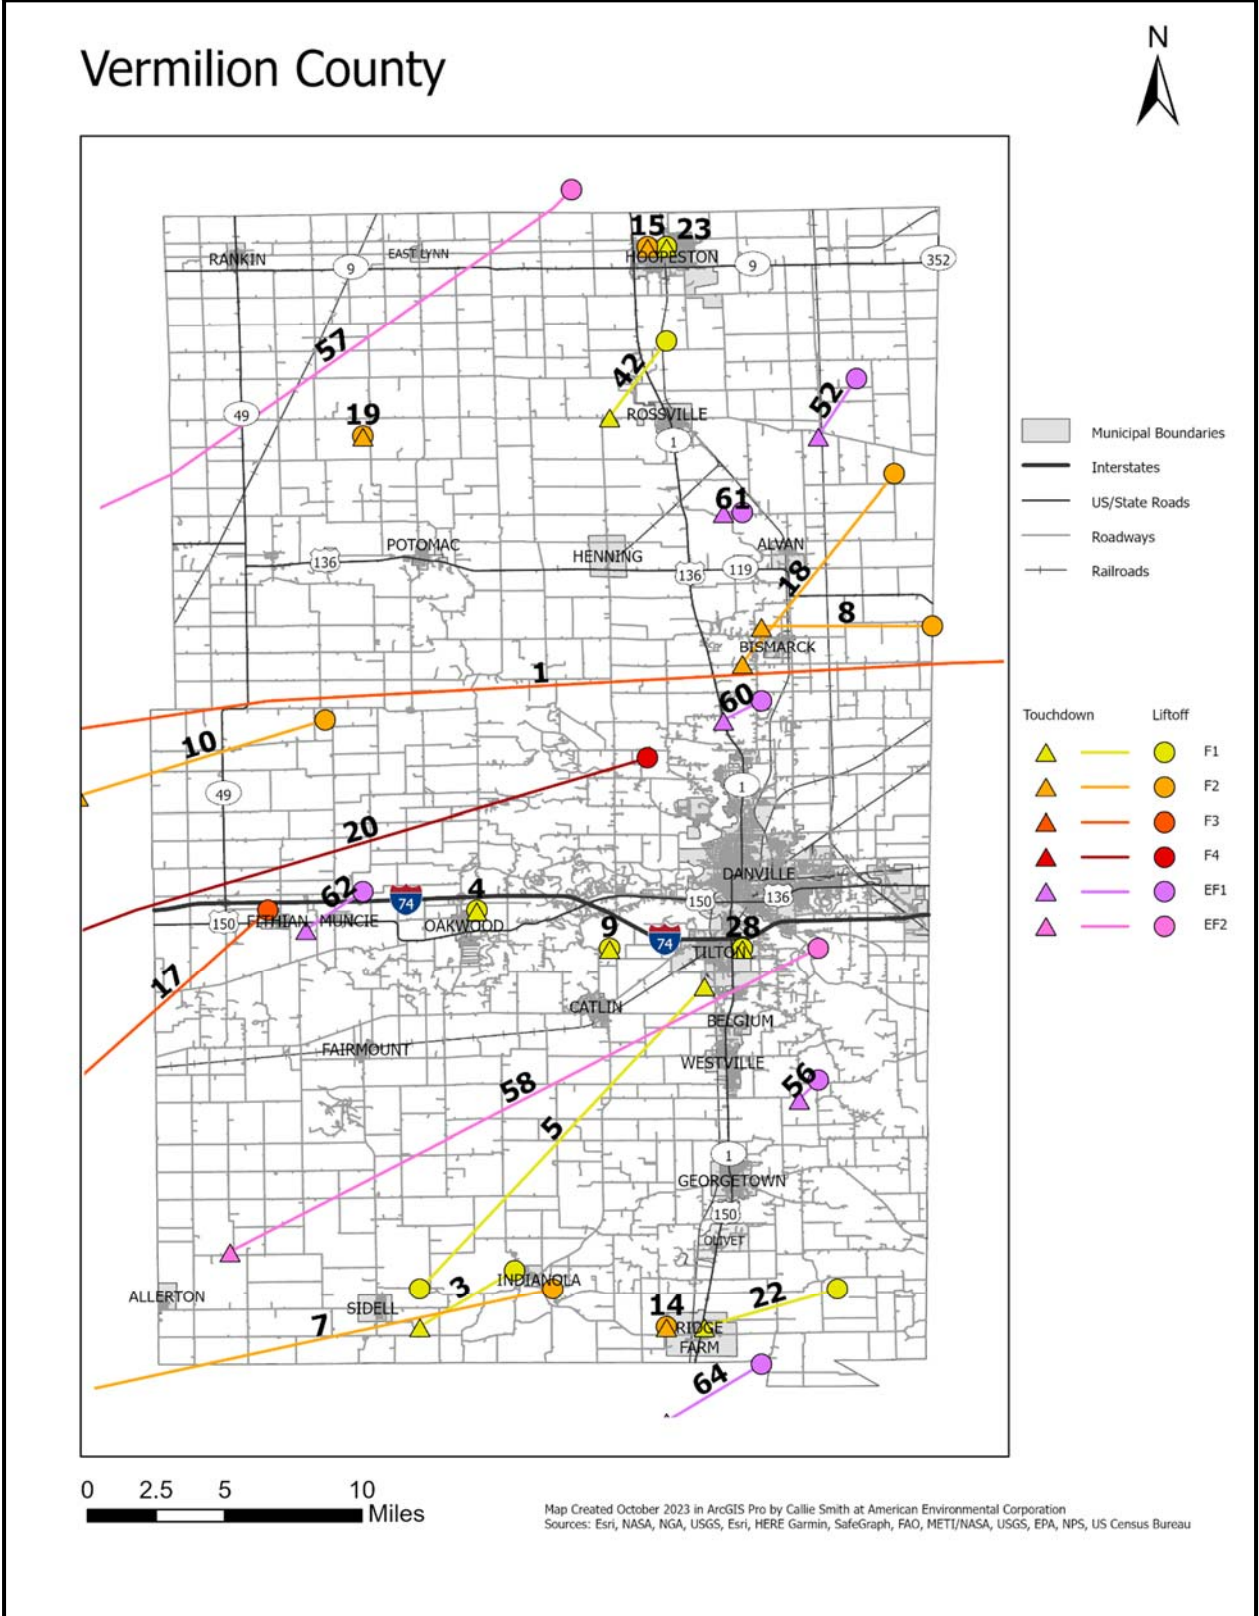 Vermilion County
N
15 23
RANKIN
EAST LYNN
HOOPESTON
9
9
352
57
42
52
49
19
ROSSVILLE
1
61
POTOMAC
HENNING
ALVAN
136
136
119
18
8
BISMARCK
1
60
10
49
1
20
DANVILLE
62
4
74
150
136
150
FITHIAN MUNCIE
OAKWOOD
9
74
28
TILTON
17
CATLIN
BELGIUM
FAIRMOUNT
WESTVILLE
58
56
5
1
GEORGETOWN
150
OLIVET
ALLERTON
SIDELL
3
INDIANOLA
7
14
22
RIDGE
FARM
64
Municipal Boundaries
Interstates
US/State Roads
Roadways
Railroads
Touchdown Liftoff
F1
F2
F3
F4
EF1
EF2
0 2.5 5 10
Miles
Map Created October 2023 in ArcGIS Pro by Callie Smith at American Environmental Corporation
Sources: Esri, NASA, NGA, USGS, Esri, HERE Garmin, SafeGraph, FAO, METI/NASA, USGS, EPA, NPS, US Census Bureau